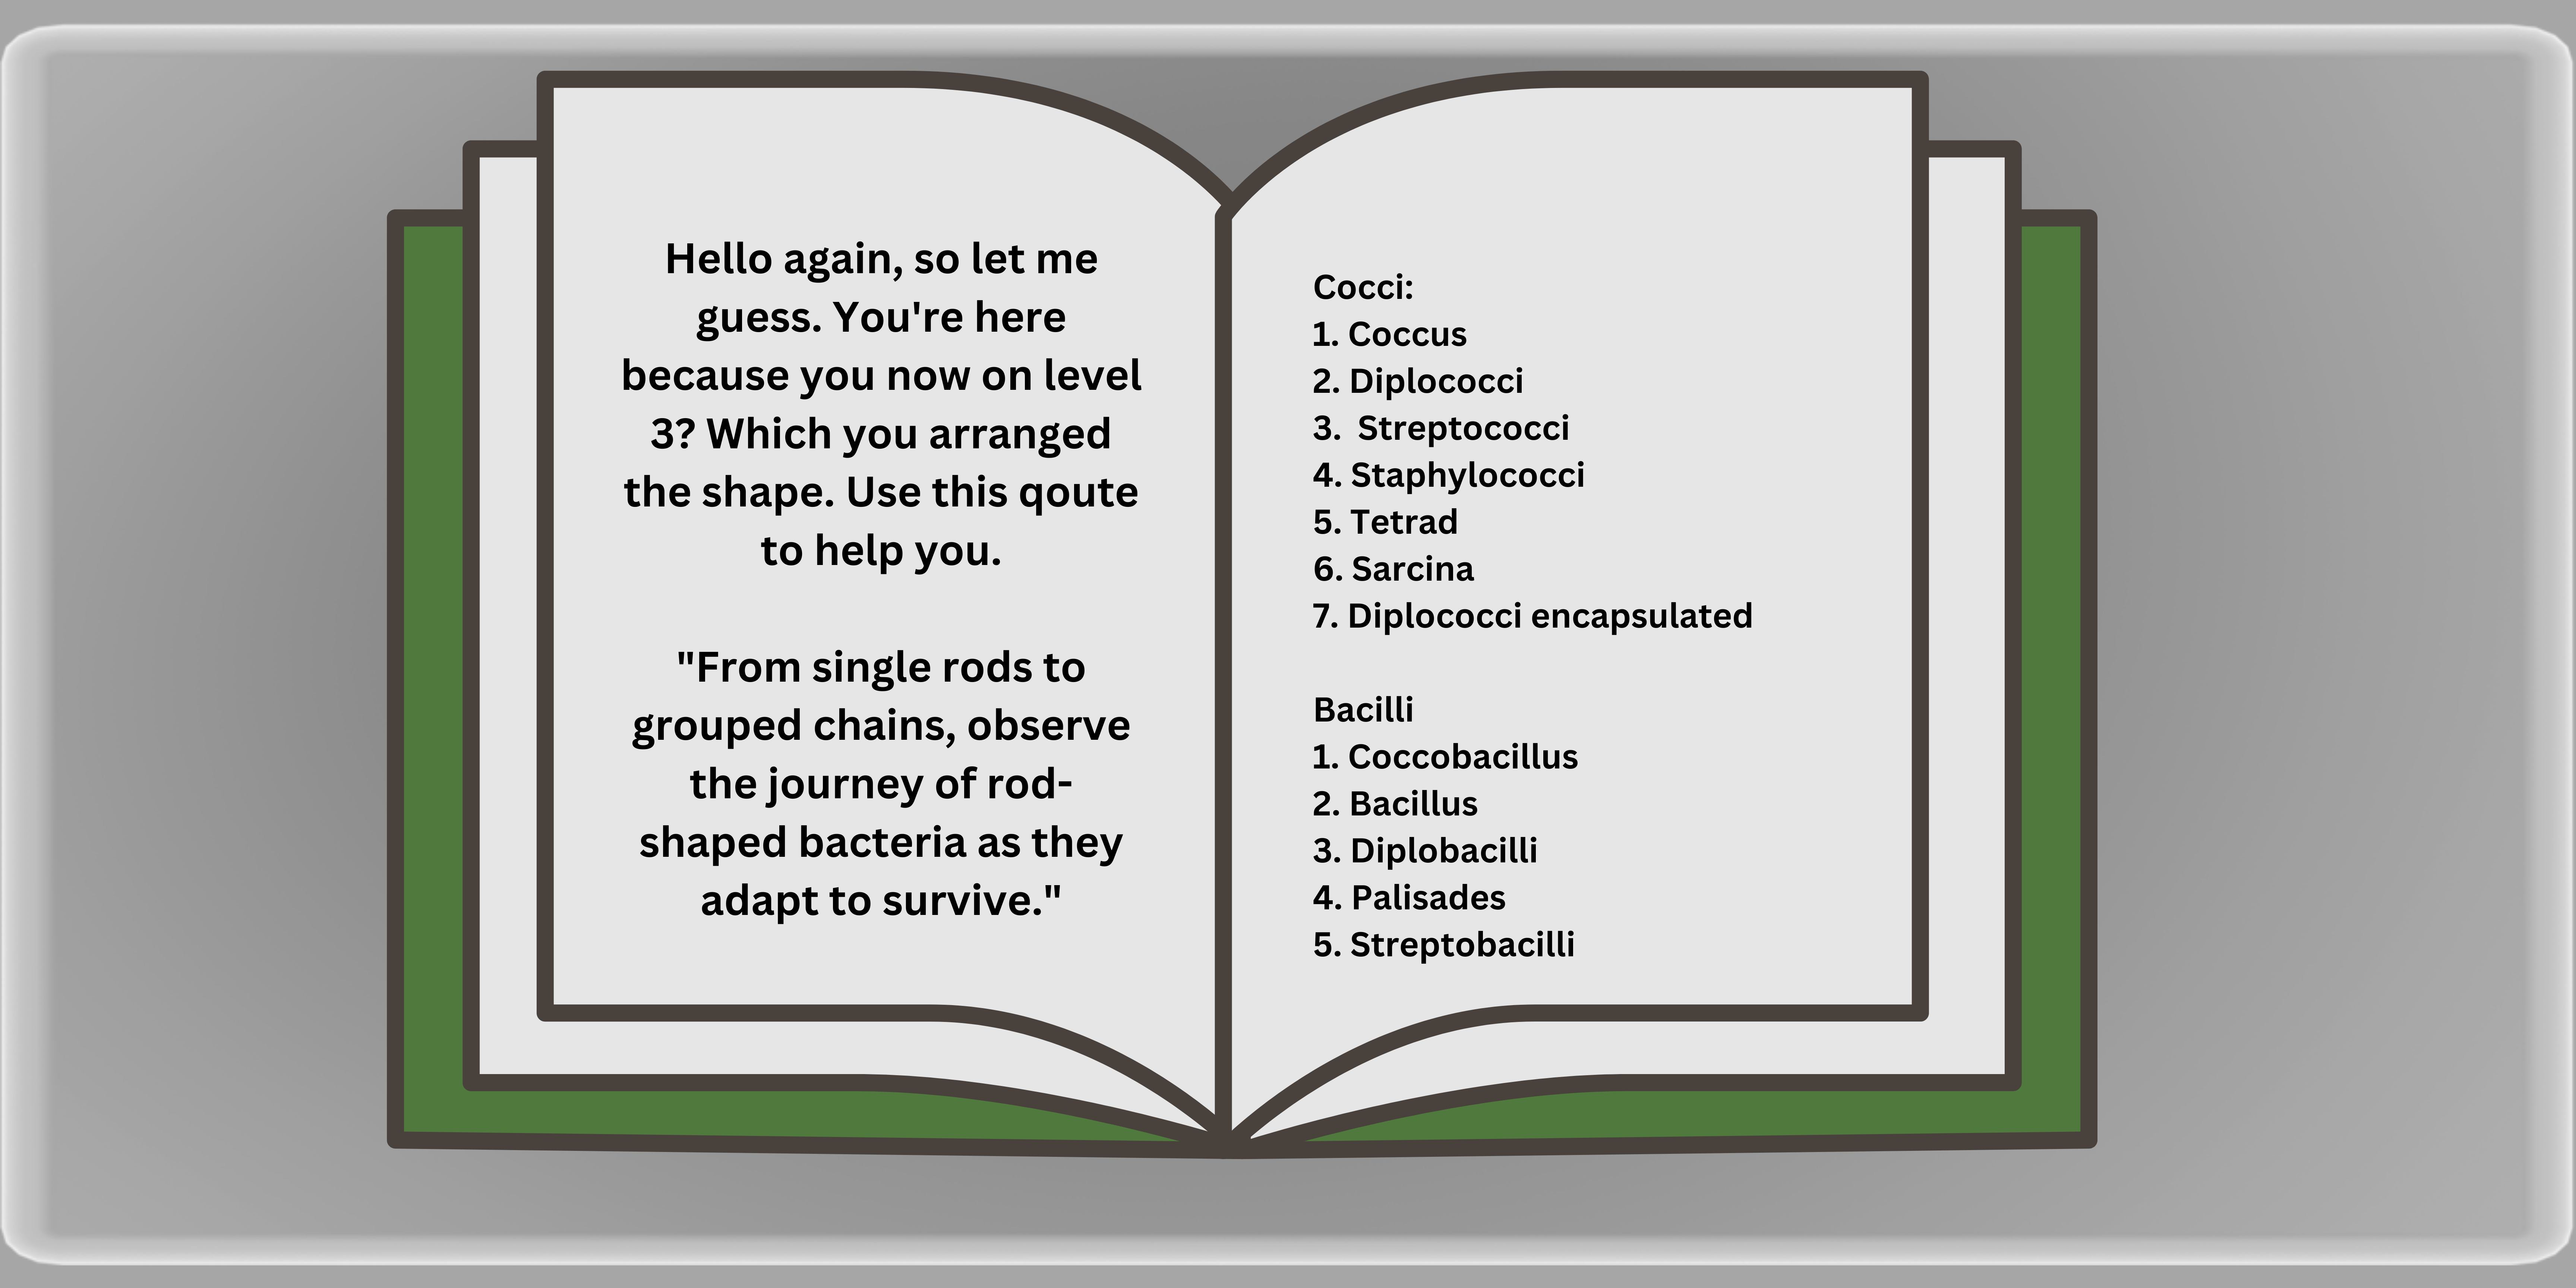 Hello again, so let me
guess. You're here
because you now on level
3? Which you arranged
the shape. Use this qoute
to help you.
"From single rods to
grouped chains, observe
the journey of rod-
shaped bacteria as they
adapt to survive."
Cocci:
1. Coccus
2. Diplococci
3.  Streptococci
4. Staphylococci
5. Tetrad
6. Sarcina
7. Diplococci encapsulated
Bacilli
1. Coccobacillus
2. Bacillus
3. Diplobacilli
4. Palisades
5. Streptobacilli